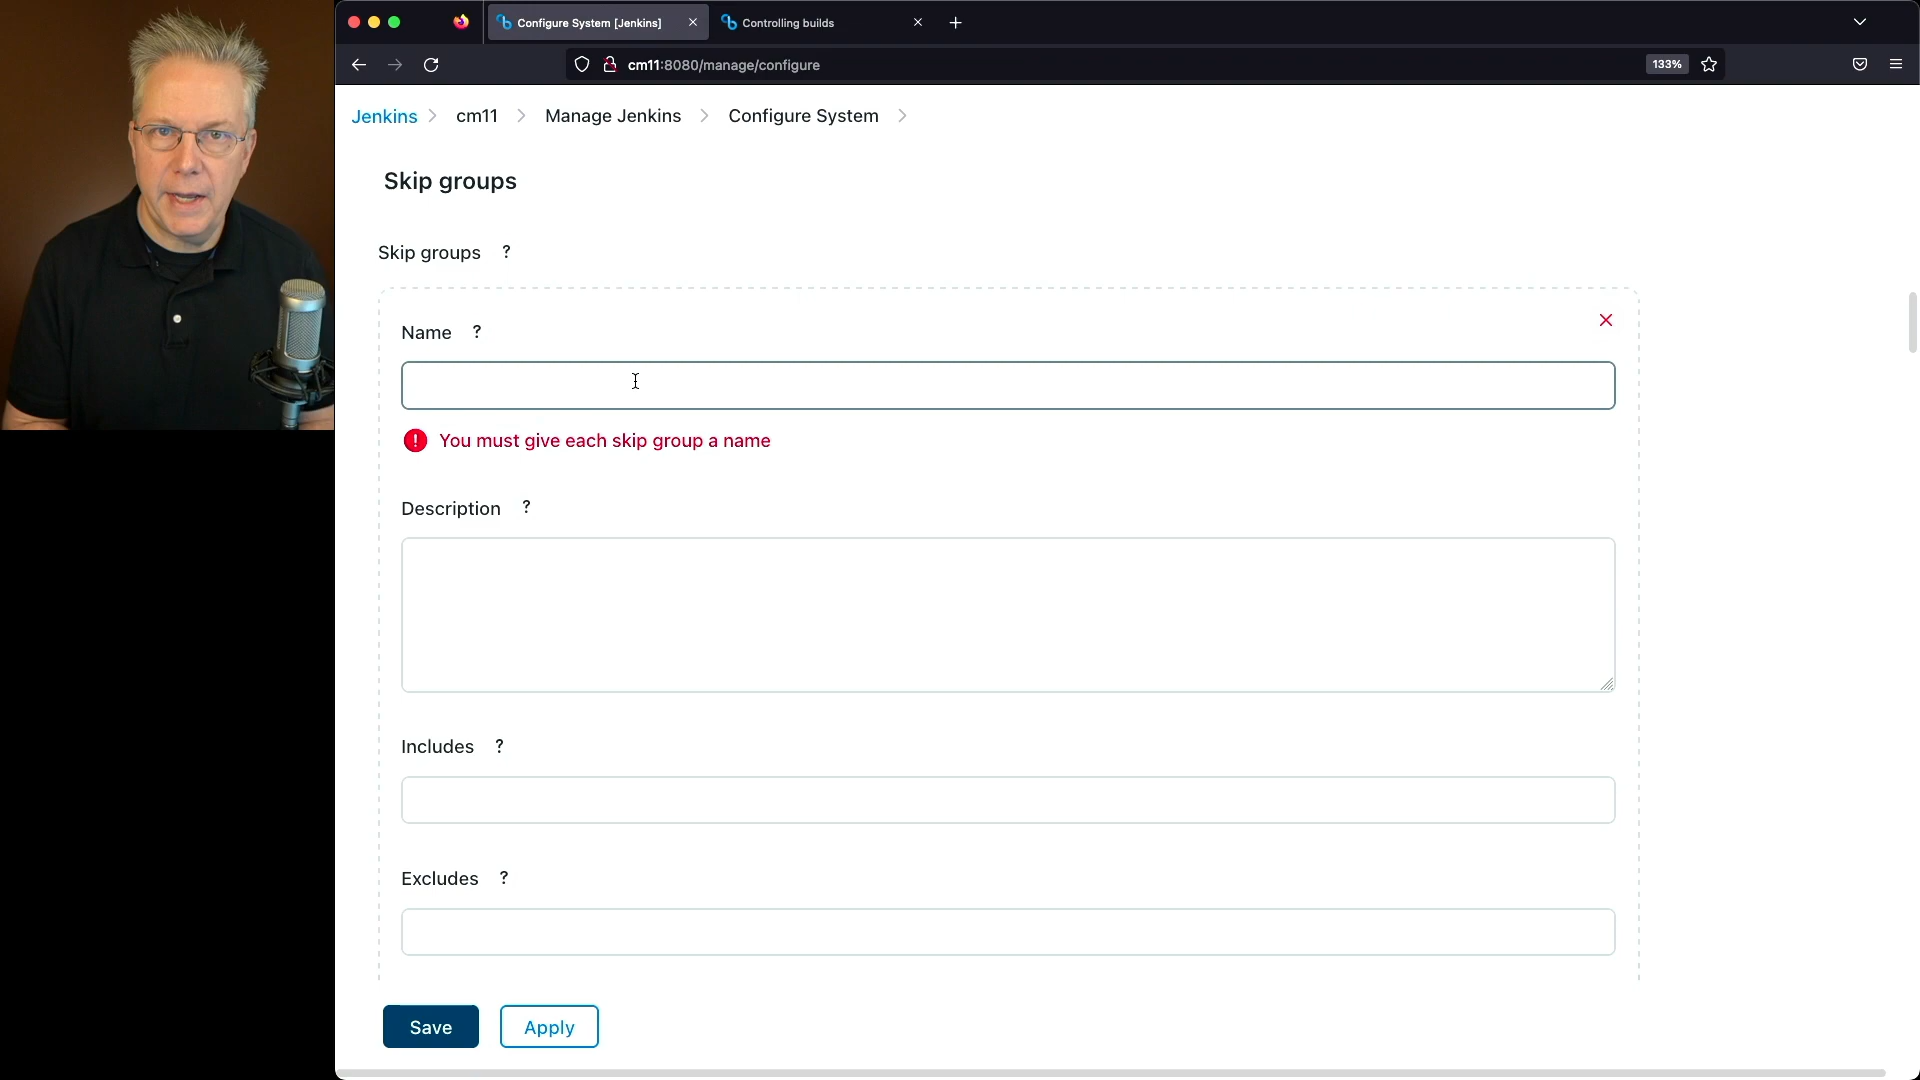 Configure System [Jenkins]
Controlling builds
cm11:8080/manage/configure
133%
Jenkins
cm11
Manage Jenkins
Configure System
Skip groups
Skip groups ?
Name ?
You must give each skip group a name
Description ?
Includes ?
Excludes ?
Save
Apply